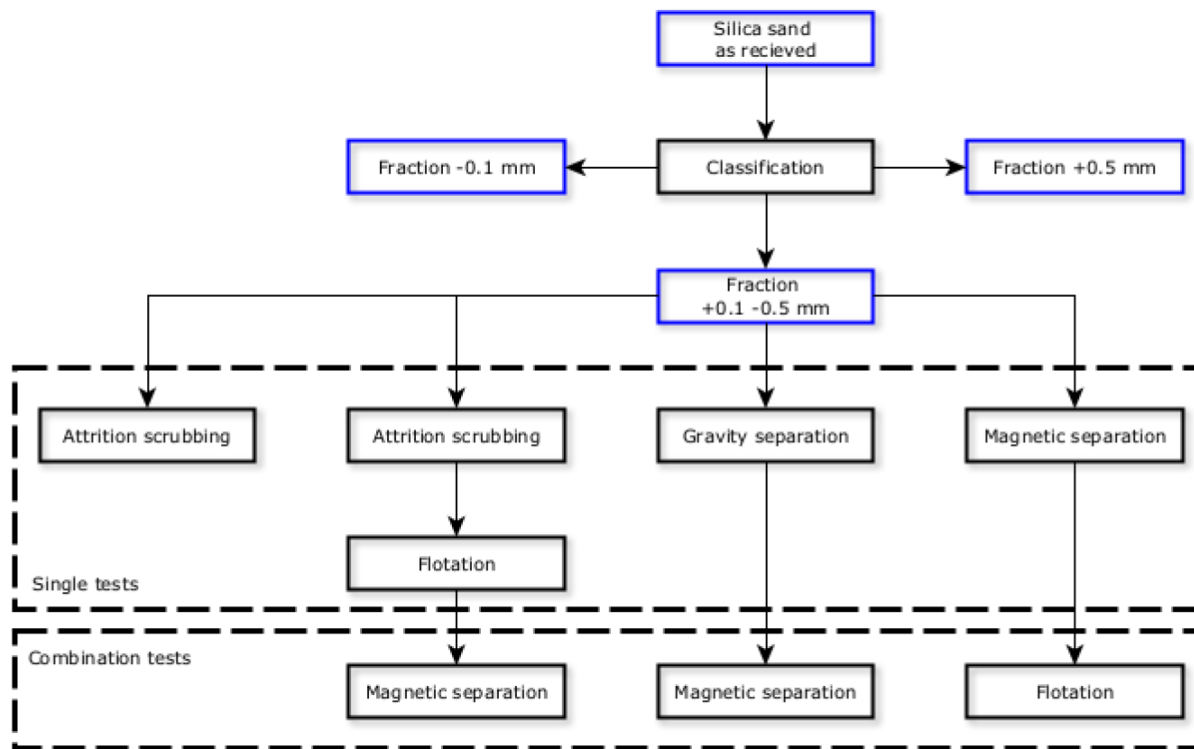 Silica sand
as recieved
Fraction -0.1 mm
Classification
Fraction +0.5 mm
Fraction
+0.1 -0.5 mm
Attrition scrubbing
Attrition scrubbing
Gravity separation
Magnetic separation
Flotation
Single tests
Combination tests
Magnetic separation
Magnetic separation
Flotation